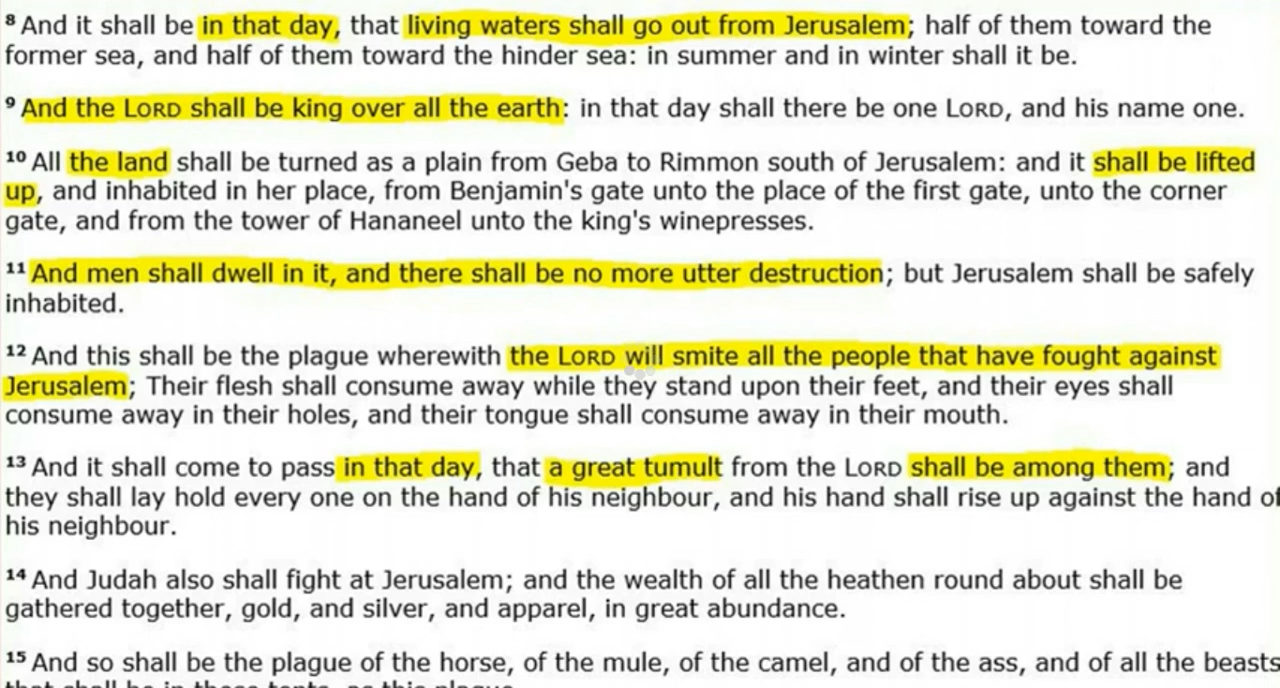 8 And it shall be in that day, that living waters shall go out from Jerusalem; half of them toward the
former sea, and half of them toward the hinder sea: in summer and in winter shall it be.
9 And the LORD shall be king over all the earth: in that day shall there be one LORD, and his name one.
10 All the land shall be turned as a plain from Geba to Rimmon south of Jerusalem: and it shall be lifted
up, and inhabited in her place, from Benjamin's gate unto the place of the first gate, unto the corner
gate, and from the tower of Hananeel unto the king's winepresses.
11 And men shall dwell in it, and there shall be no more utter destruction; but Jerusalem shall be safely
inhabited.
12 And this shall be the plague wherewith the LORD will smite all the people that have fought against
Jerusalem; Their flesh shall consume away while they stand upon their feet, and their eyes shall
consume away in their holes, and their tongue shall consume away in their mouth.
13 And it shall come to pass in that day, that a great tumult from the LORD shall be among them; and
they shall lay hold every one on the hand of his neighbour, and his hand shall rise up against the hand of
his neighbour.
14 And Judah also shall fight at Jerusalem; and the wealth of all the heathen round about shall be
gathered together, gold, and silver, and apparel, in great abundance.
15 And so shall be the plague of the horse, of the mule, of the camel, and of the ass, and of all the beasts
that shall be in these tents, as this plague.